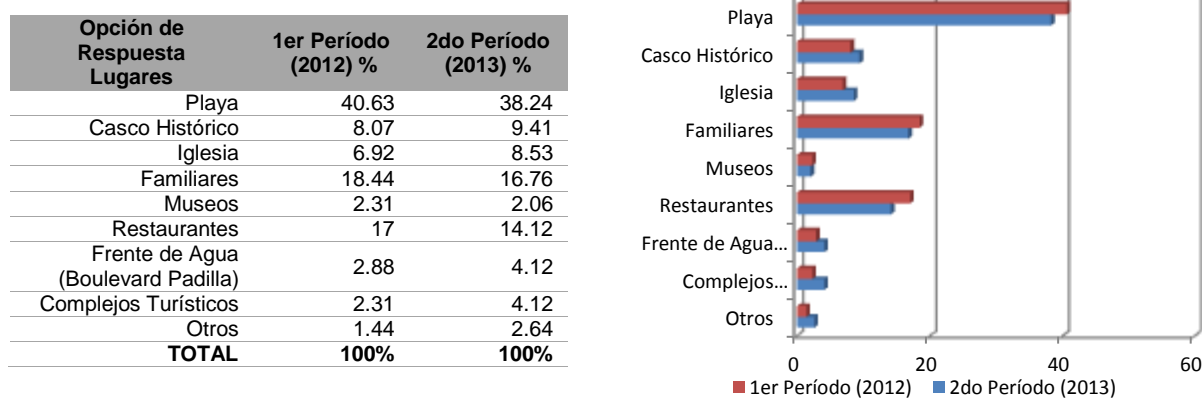 Opción de
Respuesta
Lugares
1er Período
(2012) %
2do Período
(2013) %
Playa 40.63 38.24
Casco Histórico 8.07 9.41
Iglesia 6.92 8.53
Familiares 18.44 16.76
Museos 2.31 2.06
Restaurantes 17 14.12
Frente de Agua
(Boulevard Padilla) 2.88 4.12
Complejos Turísticos 2.31 4.12
Otros 1.44 2.64
TOTAL 100% 100%
Playa
Casco Histórico
Iglesia
Familiares
Museos
Restaurantes
Frente de Agua…
Complejos…
Otros
0 20 40 60
1er Período (2012) 2do Período (2013)